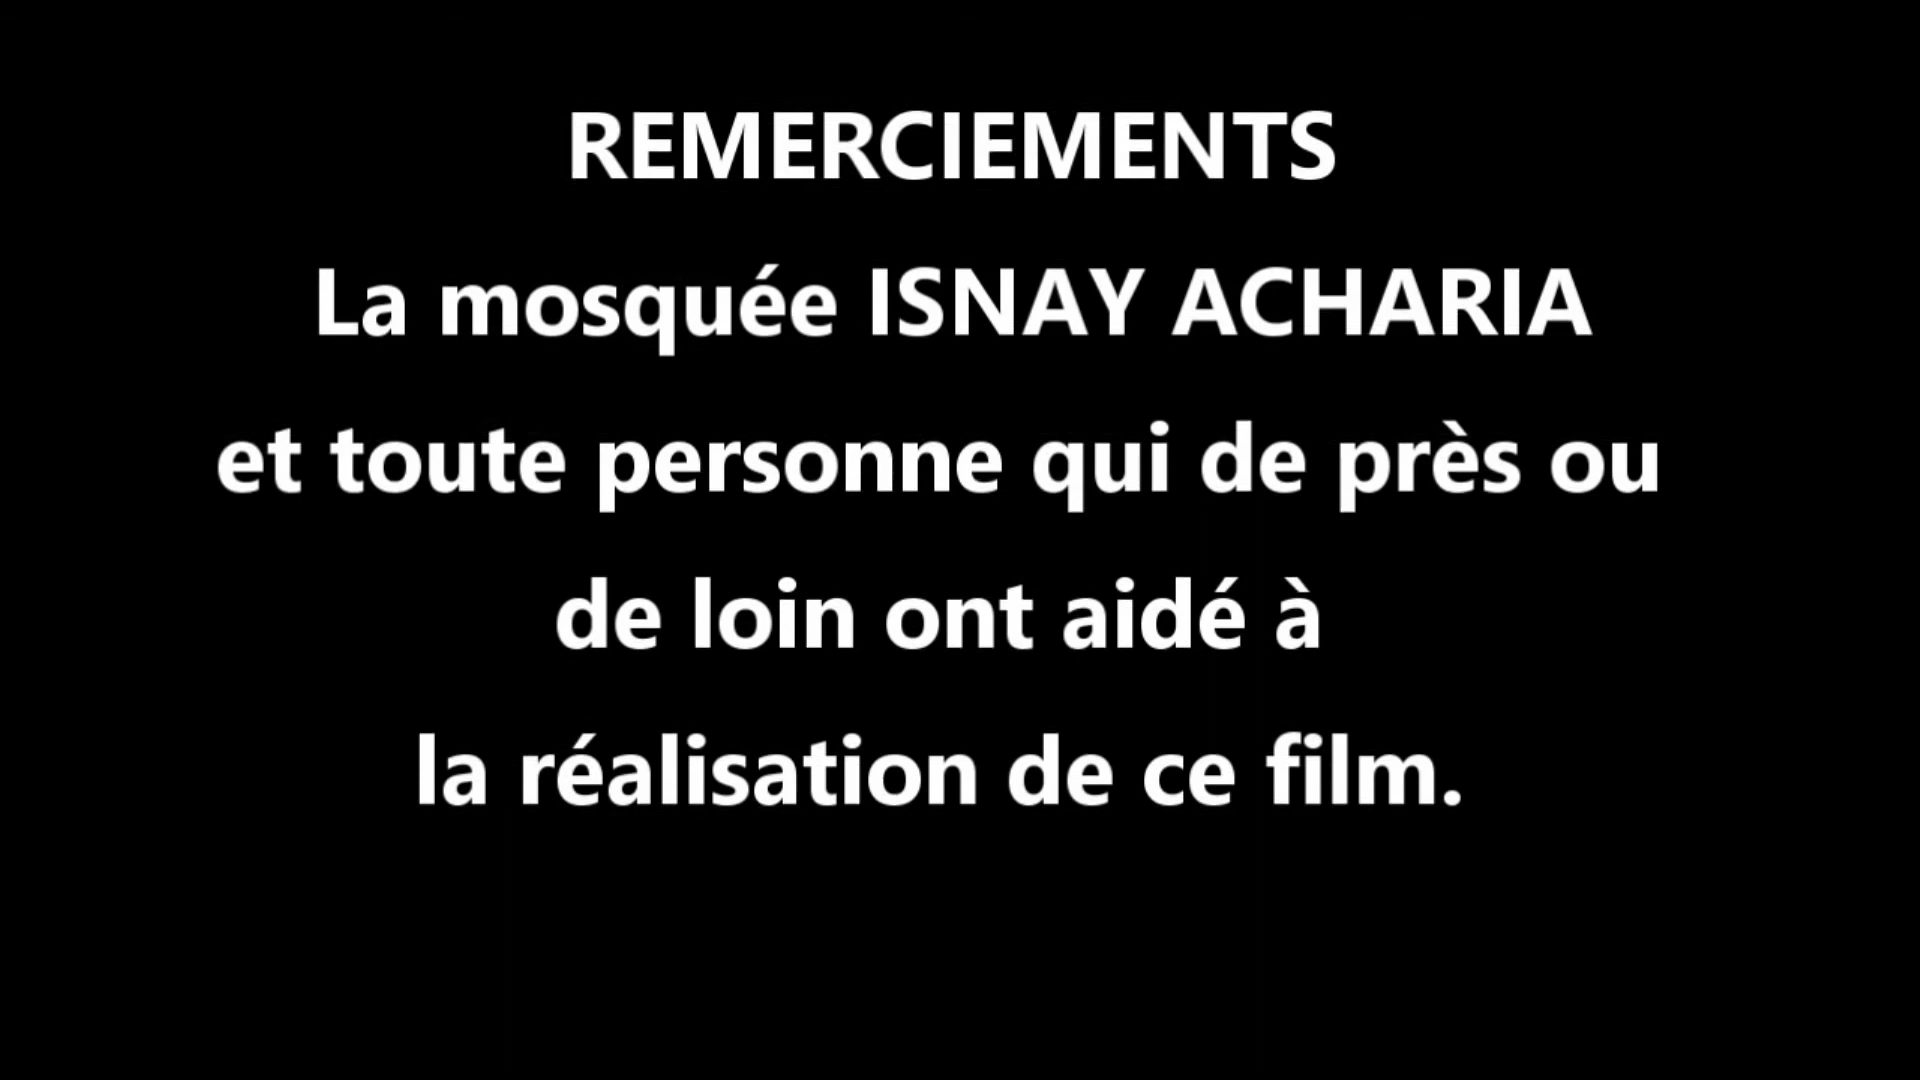 REMERCIEMENTS
La mosquée ISNAY ACHARIA
et toute personne qui de près ou
de loin ont aidé à
la réalisation de ce film.